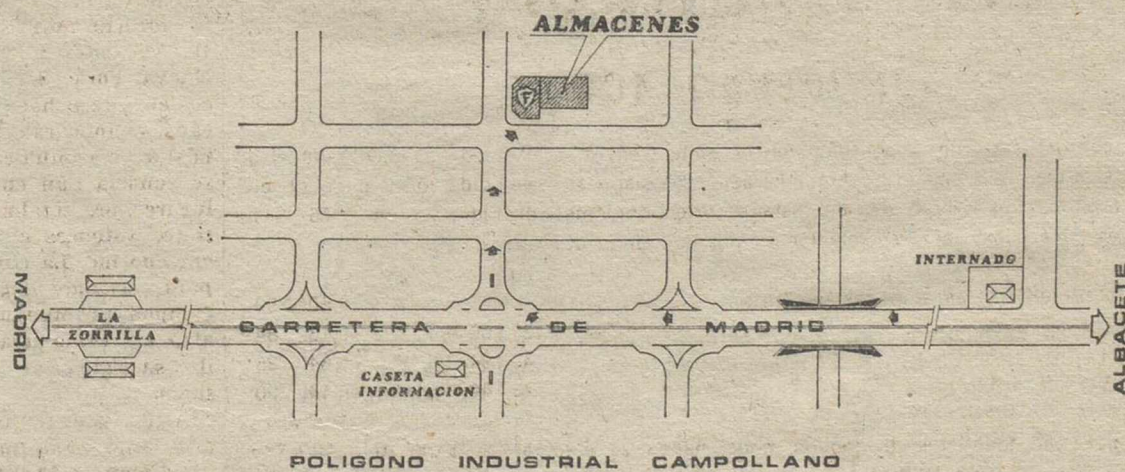 ALMACENES
F
INTERNADO
MADRID
LA
ZORRILLA
CARRETERA DE MADRID
ALBACETE
CASETA
INFORMACION
POLIGONO INDUSTRIAL CAMPOLLANO